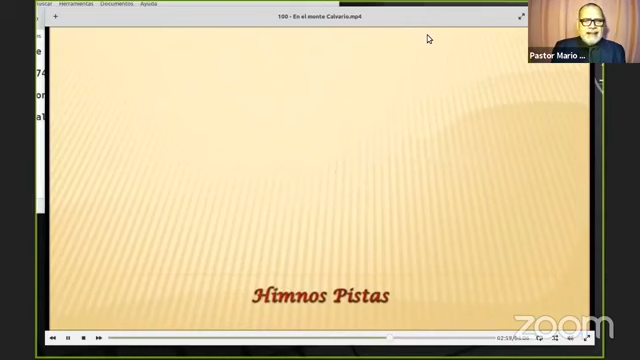 Herramientas Documentos Ayuda
100 - En el monte Calvario.mp4
Pastor Mario ...
Himnos Pistas
zoom